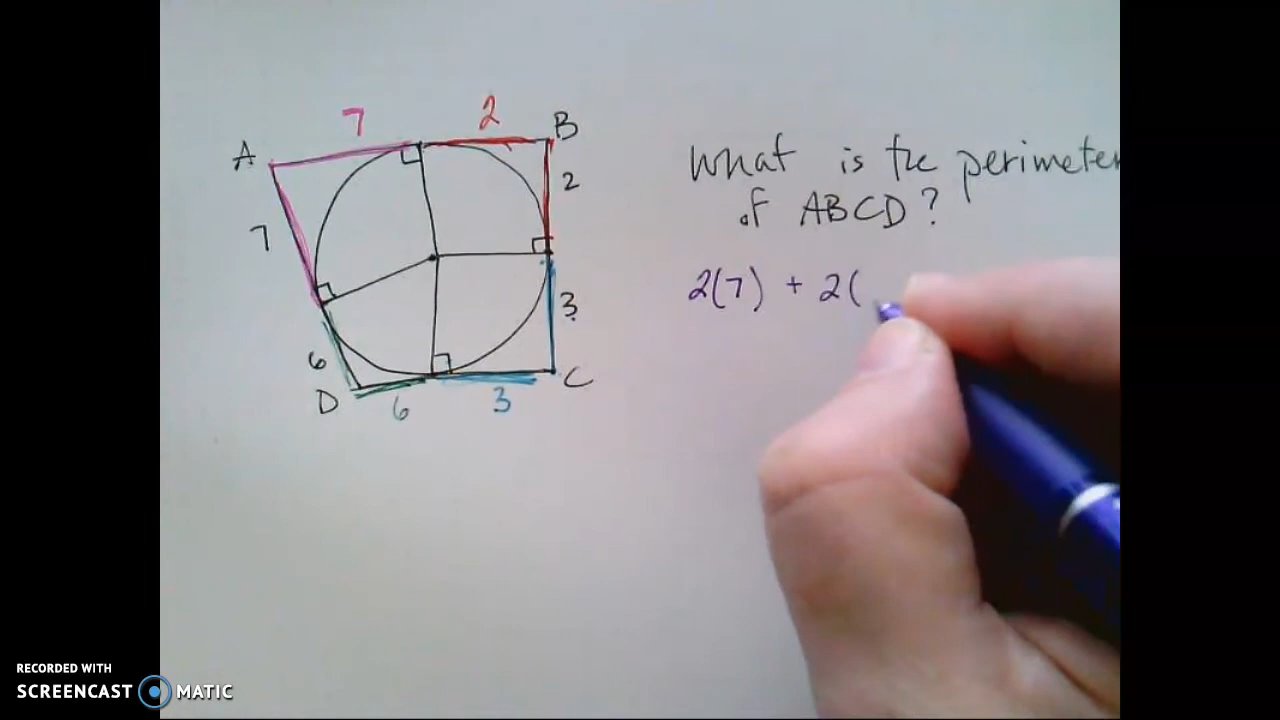 7 2
A B
2
7
3
6
D C
6 3
What is the perimeter
of ABCD?
2(7) + 2(
RECORDED WITH
SCREENCAST MATIC